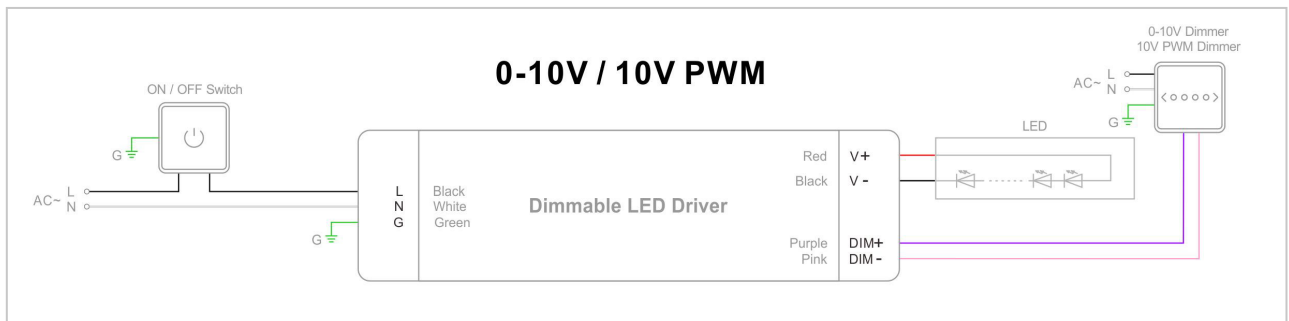 0-10V / 10V PWM
ON / OFF Switch
G
AC~ L
N
L Black
N White
G Green
G
Dimmable LED Driver
Red V+
Black V -
Purple DIM+
Pink DIM -
LED
0-10V Dimmer
10V PWM Dimmer
AC~ L
N
G